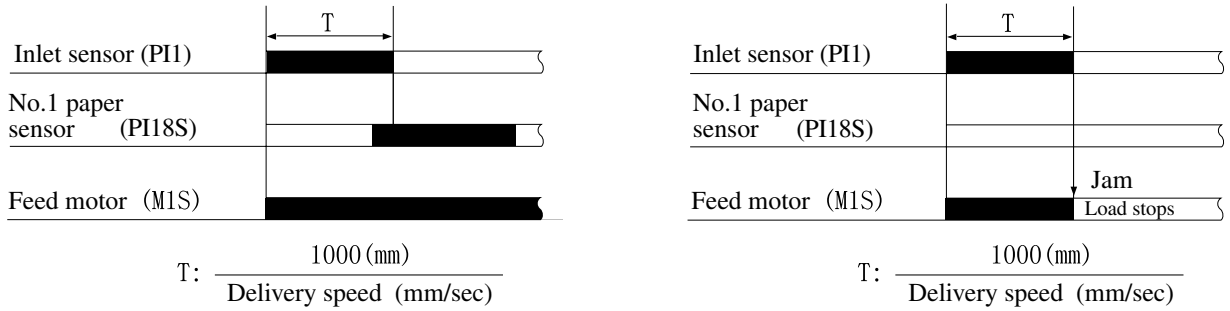 T
Inlet sensor (PI1)
No.1 paper
sensor (PI18S)
Feed motor (M1S)
T: 1000(mm)
Delivery speed (mm/sec)
T
Inlet sensor (PI1)
No.1 paper
sensor (PI18S)
Jam
Feed motor (M1S)
Load stops
T: 1000(mm)
Delivery speed (mm/sec)